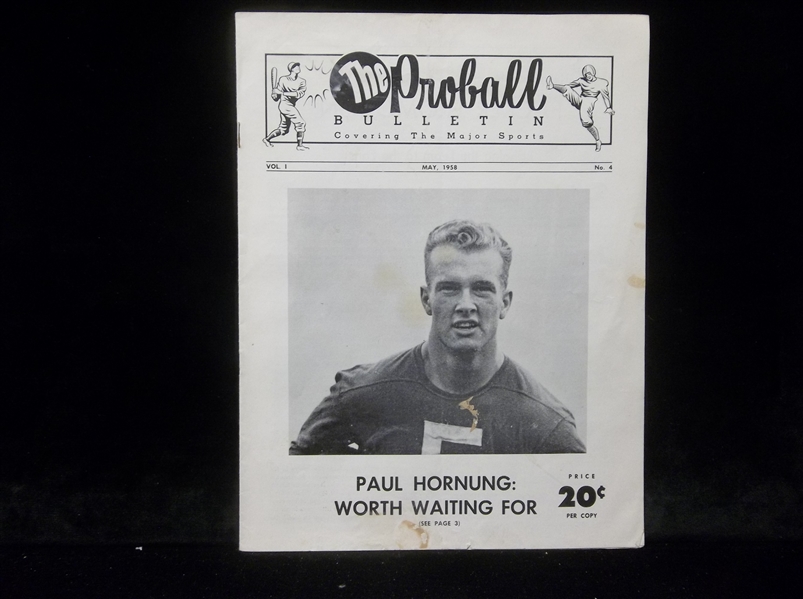 The Proball
BULLETIN
Covering The Major Sports
VOL. I MAY, 1958 No. 4
5
PAUL HORNUNG:
WORTH WAITING FOR
(SEE PAGE 3)
PRICE
20¢
PER COPY